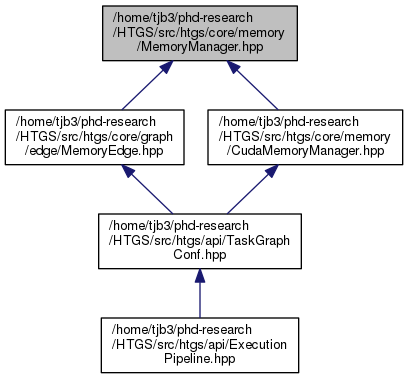 /home/tjb3/phd-research
/HTGS/src/htgs/core/memory
/MemoryManager.hpp
/home/tjb3/phd-research
/HTGS/src/htgs/core/graph
/edge/MemoryEdge.hpp
/home/tjb3/phd-research
/HTGS/src/htgs/core/memory
/CudaMemoryManager.hpp
/home/tjb3/phd-research
/HTGS/src/htgs/api/TaskGraph
Conf.hpp
/home/tjb3/phd-research
/HTGS/src/htgs/api/Execution
Pipeline.hpp